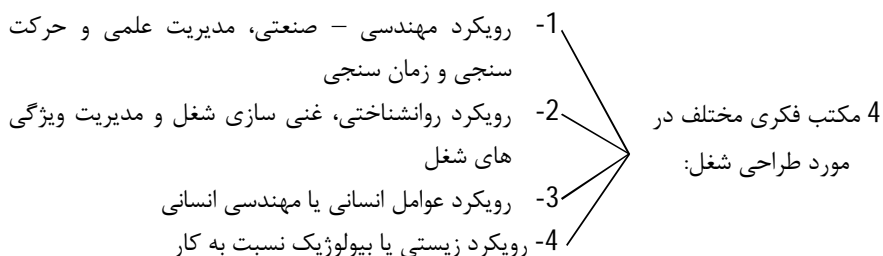 4 مکتب فکری مختلف در
مورد طراحی شغل:
1- رویکرد مهندسی – صنعتی، مدیریت علمی و حرکت
سنجی و زمان سنجی
2- رویکرد روانشناختی، غنی سازی شغل و مدیریت ویژگی
های شغل
3- رویکرد عوامل انسانی یا مهندسی انسانی
4- رویکرد زیستی یا بیولوژیک نسبت به کار